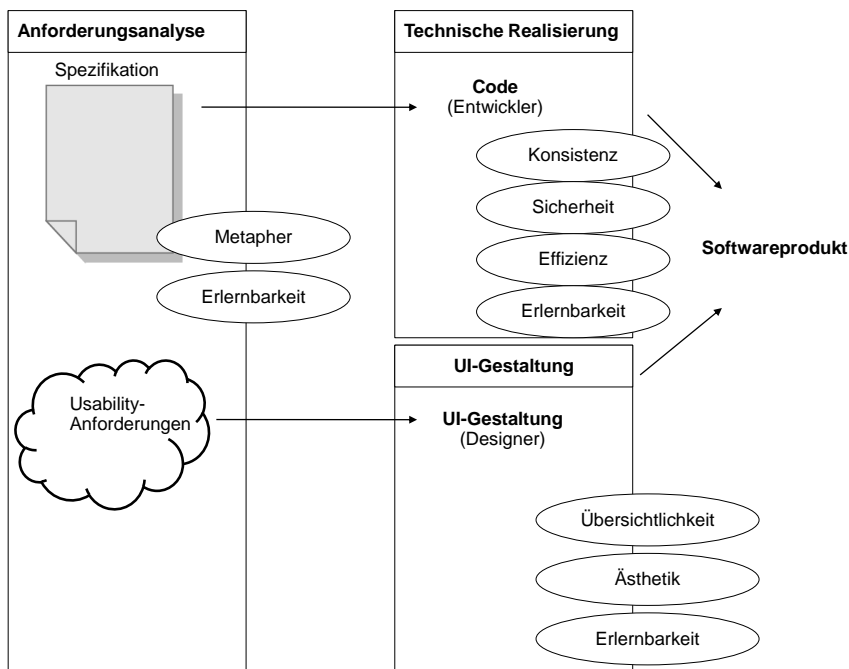 Anforderungsanalyse
Spezifikation
Metapher
Erlernbarkeit
Usability-
Anforderungen
Technische Realisierung
Code
(Entwickler)
Konsistenz
Sicherheit
Effizienz
Erlernbarkeit
UI-Gestaltung
UI-Gestaltung
(Designer)
Übersichtlichkeit
Ästhetik
Erlernbarkeit
Softwareprodukt